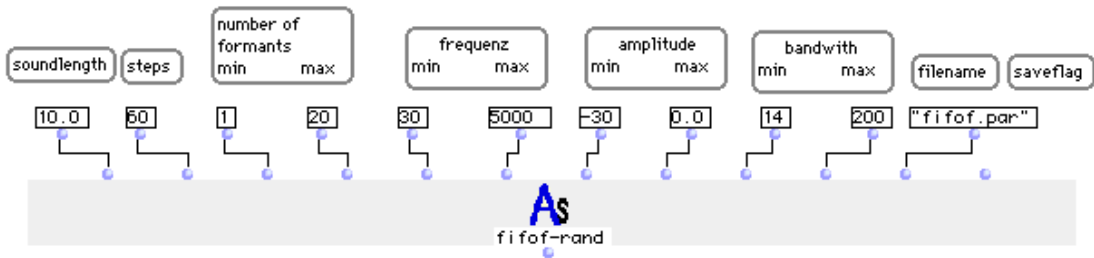 soundlength
steps
number of
formants
min max
frequenz
min max
amplitude
min max
bandwith
min max
filename
saveflag
10.0 60 1 20 30 5000 -30 0.0 14 200 "fifof.par"
As
fifof-rand